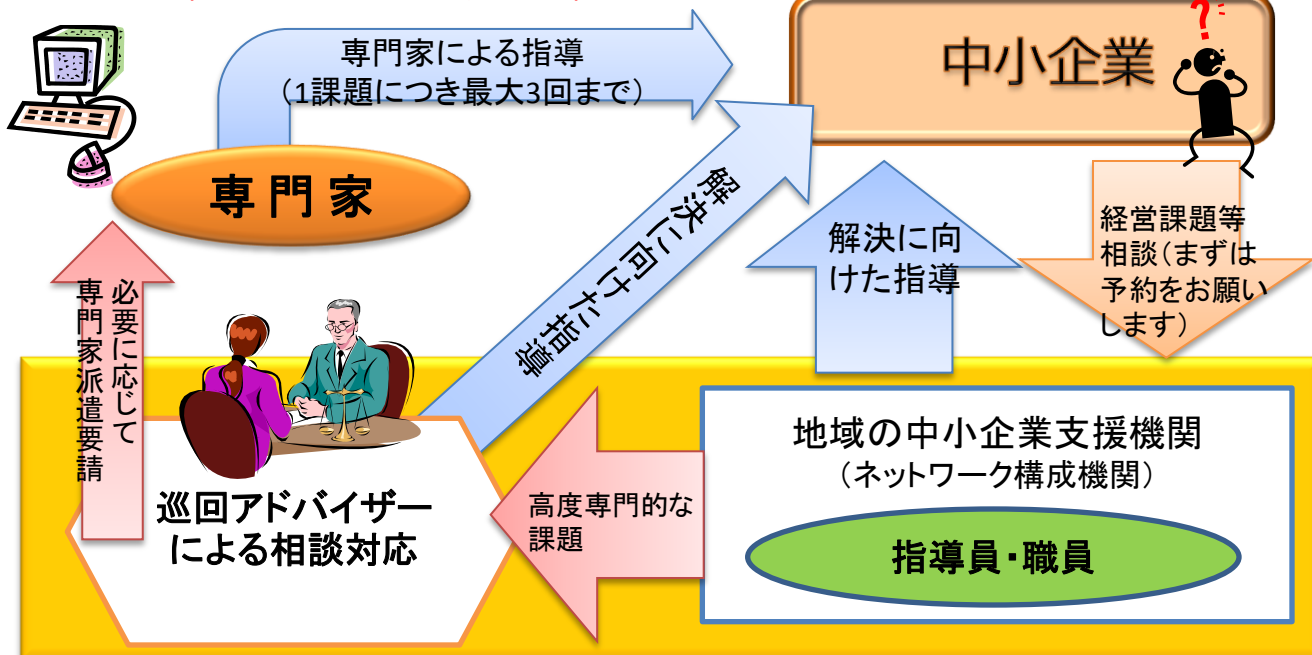 専門家による指導
（1課題につき最大3回まで）
中小企業
?
専門家
解決に向けた指導
解決に向
けた指導
経営課題等
相談（まずは
予約をお願い
します）
必要に応じて
専門家派遣要請
巡回アドバイザー
による相談対応
高度専門的な
課題
地域の中小企業支援機関
（ネットワーク構成機関）
指導員・職員